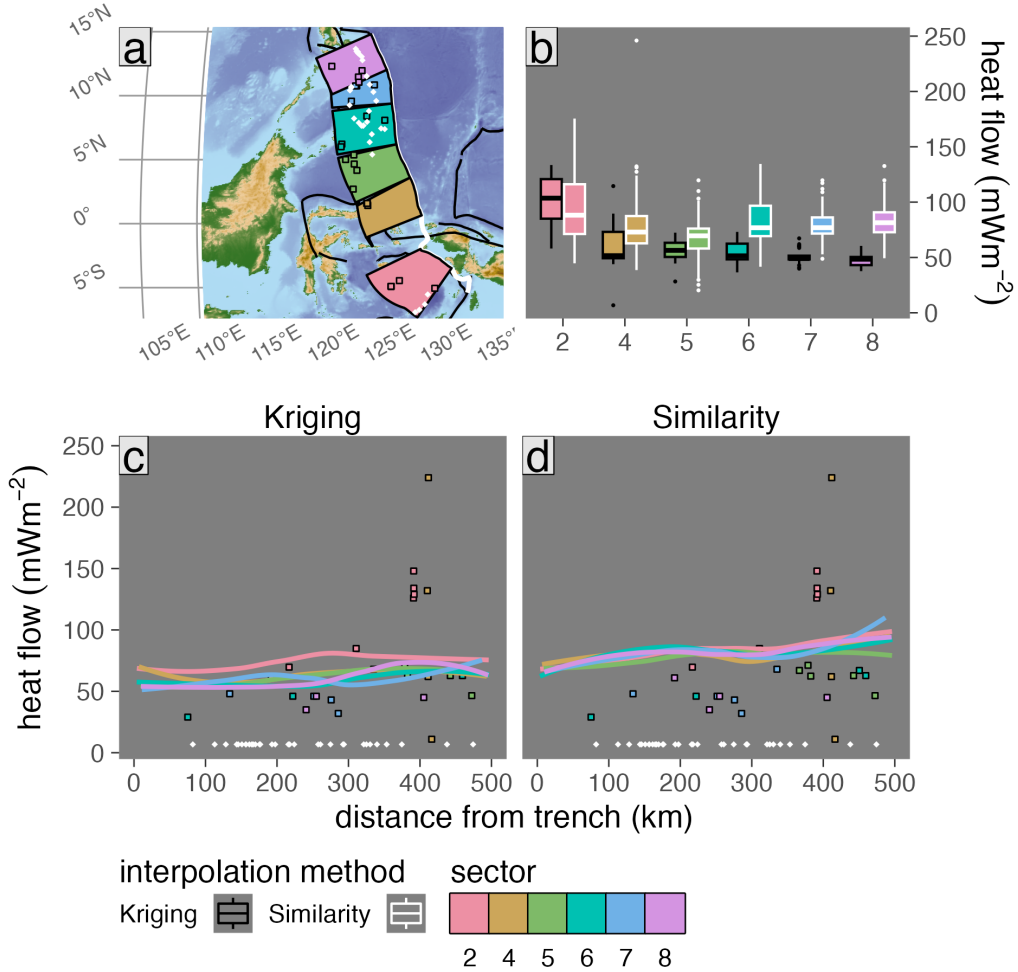 a
15°N
10°N
5°N
0°
5°S
105°E
110°E
115°E
120°E
125°E
130°E
b
250
200
150
100
50
0
heat flow (mWm⁻²)
2 4 5 6 7 8
Kriging
Similarity
c
d
250
200
150
100
50
0
heat flow (mWm⁻²)
0 100 200 300 400 500
0 100 200 300 400 500
distance from trench (km)
interpolation method
Kriging
Similarity
sector
2 4 5 6 7 8